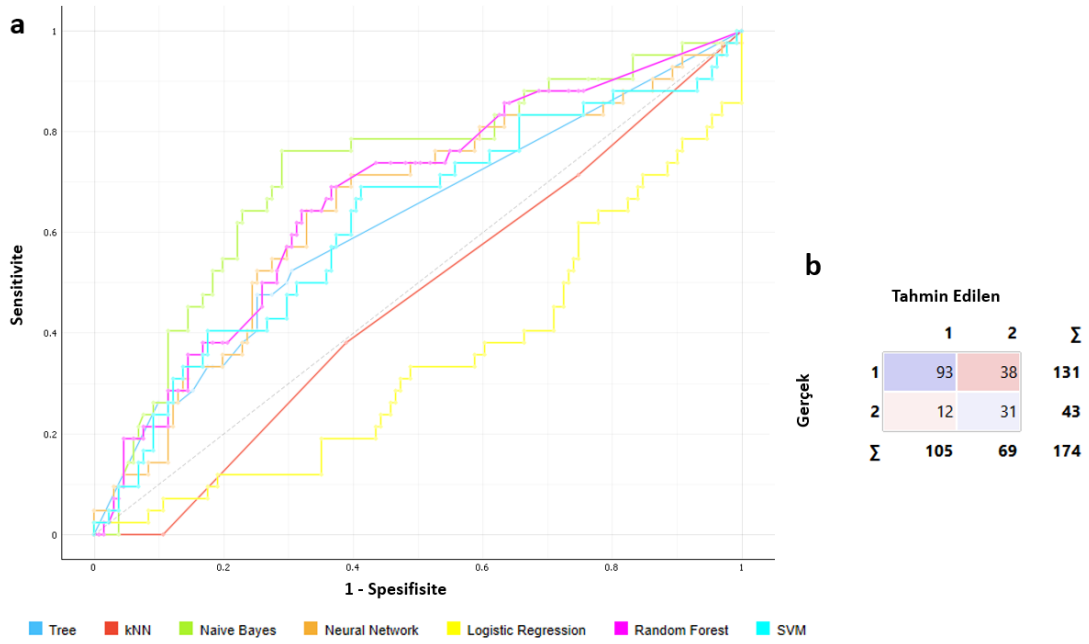 a
1
0.8
0.6
0.4
0.2
0
Sensitivite
0 0.2 0.4 0.6 0.8 1
1 - Spesifisite
Tree kNN Naive Bayes Neural Network Logistic Regression Random Forest SVM
b
Tahmin Edilen
1 2 Σ
Gerçek
1 93 38 131
2 12 31 43
Σ 105 69 174